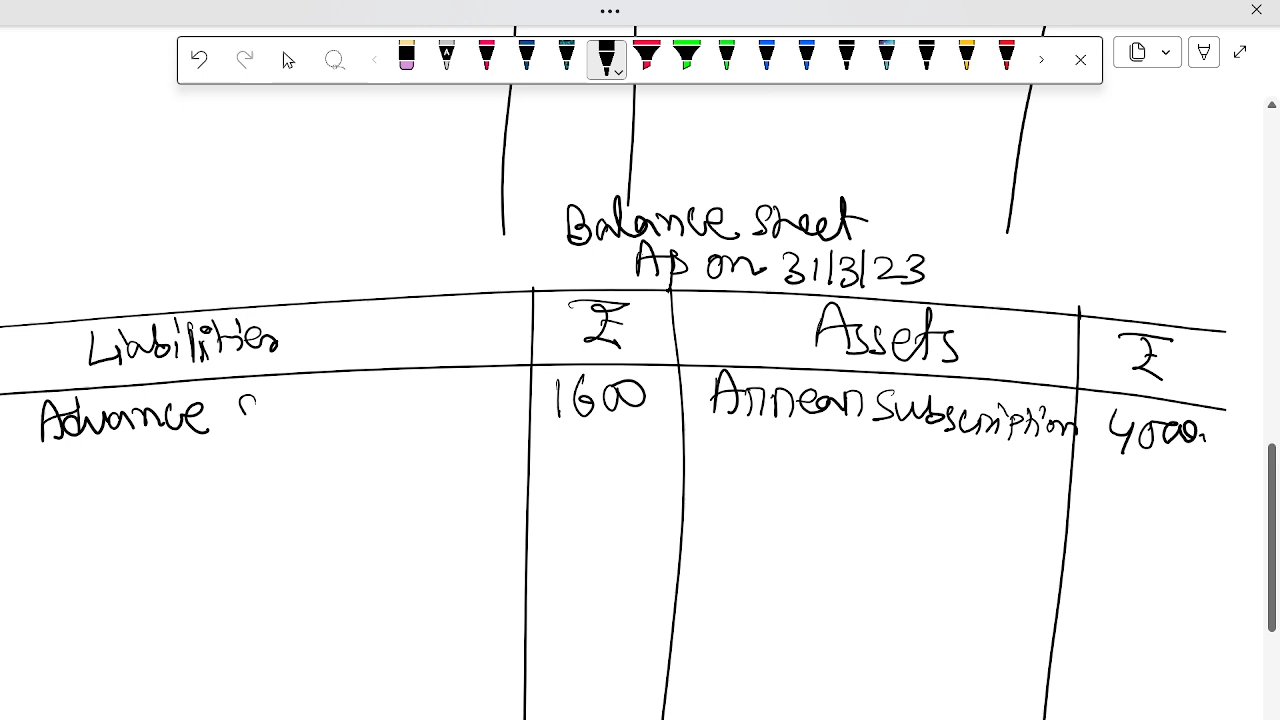 Balance sheet
As on 31/3/23
Liabilities ₹ Assets ₹
Advance 1600 Arrear subscription 4000